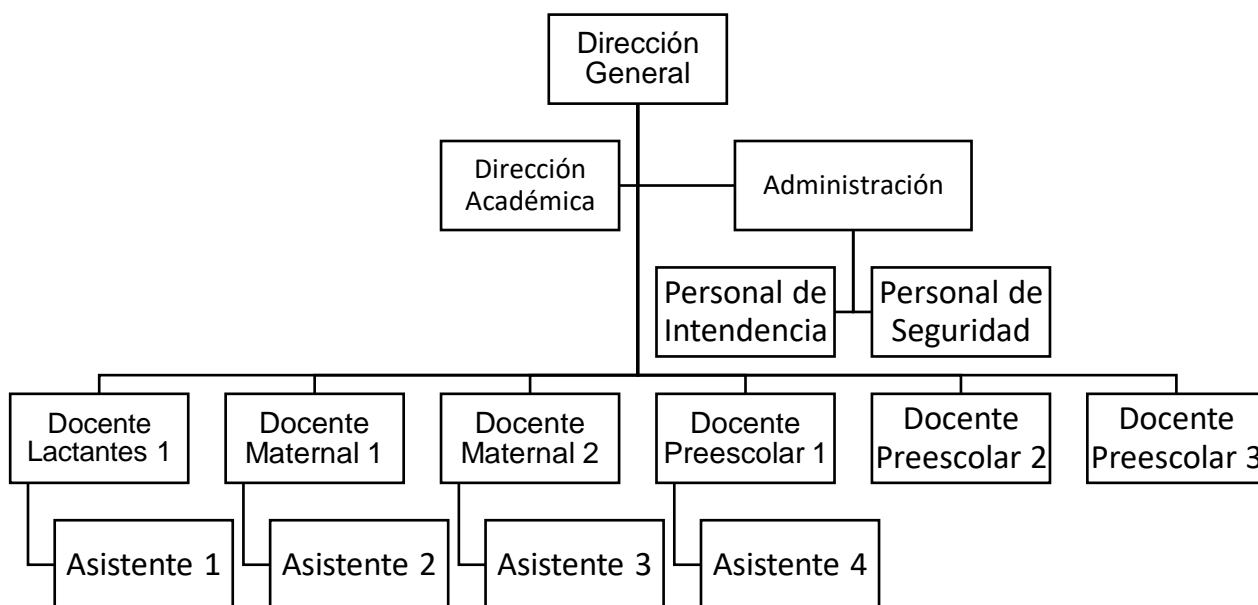 Dirección
General
Dirección
Académica
Administración
Personal de
Intendencia
Personal de
Seguridad
Docente
Lactantes 1
Docente
Maternal 1
Docente
Maternal 2
Docente
Preescolar 1
Docente
Preescolar 2
Docente
Preescolar 3
Asistente 1
Asistente 2
Asistente 3
Asistente 4